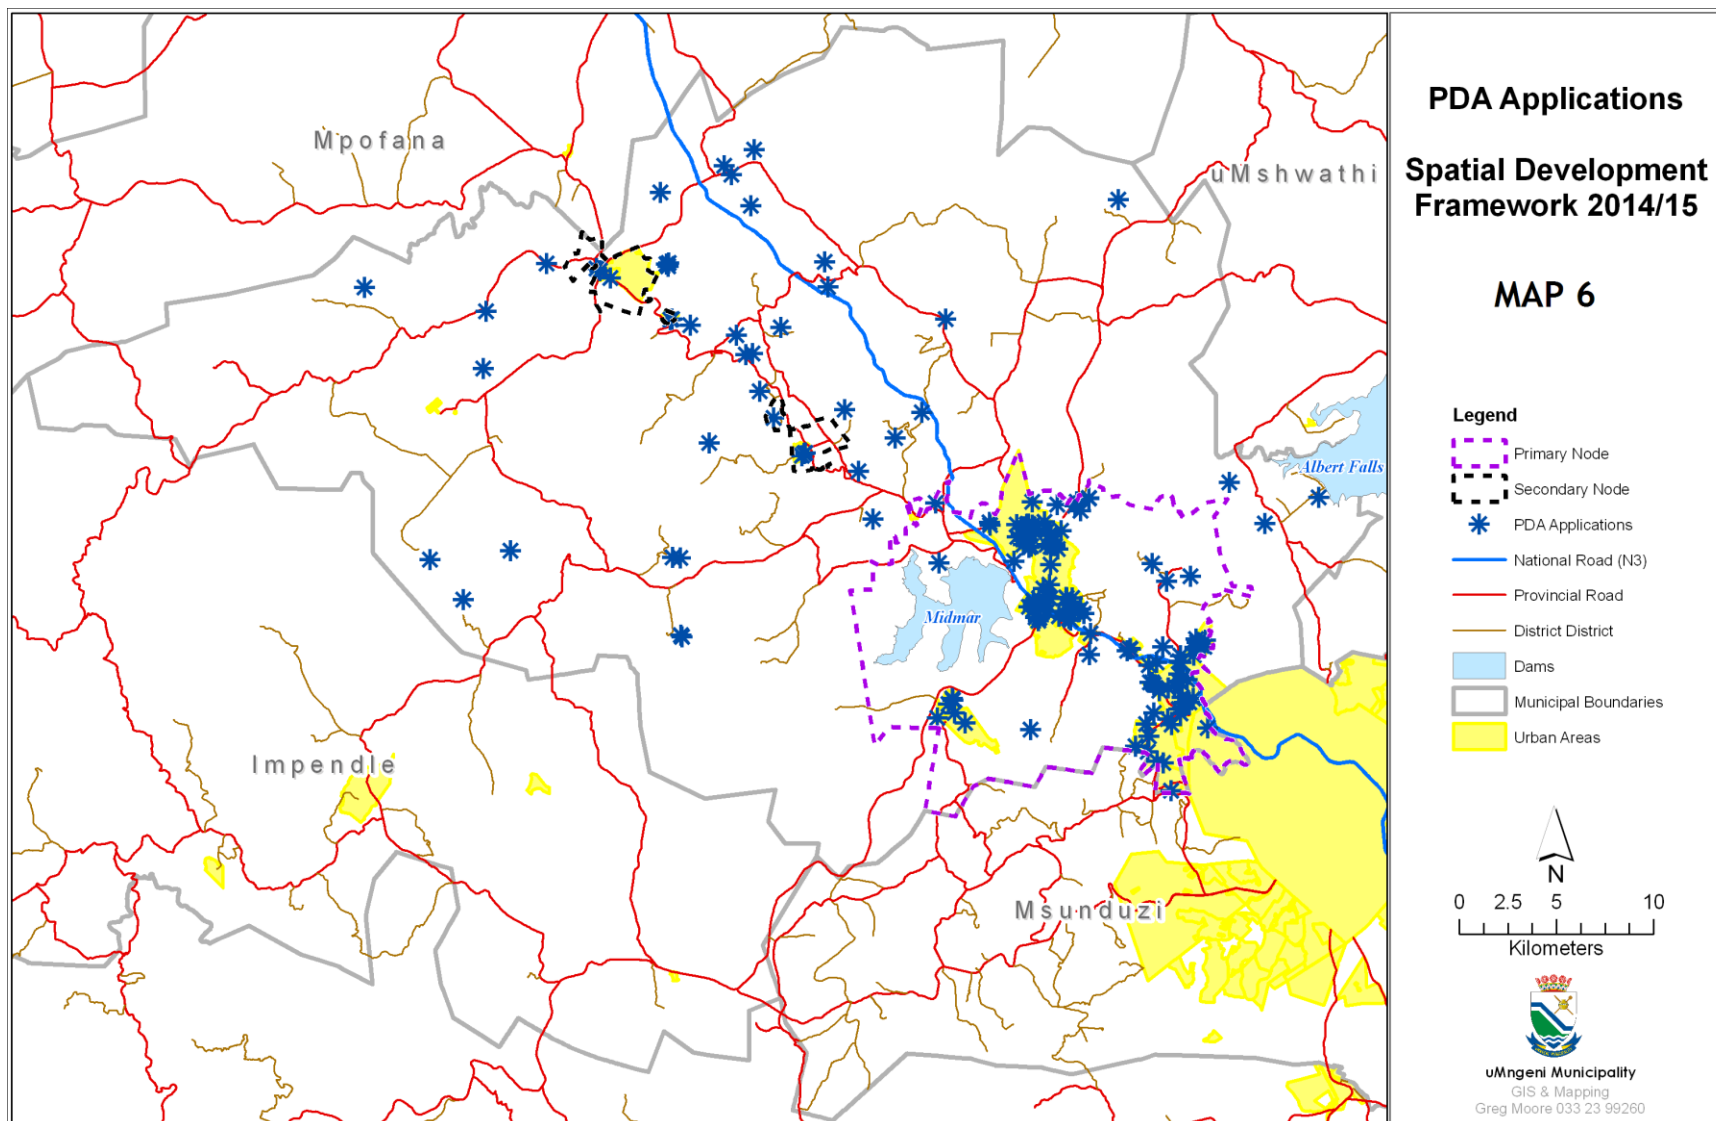 Mpofana
uMshwathi
Albert Falls
Midmar
Impendle
Msunduzi
PDA Applications
Spatial Development
Framework 2014/15
MAP 6
Legend
Primary Node
Secondary Node
PDA Applications
National Road (N3)
Provincial Road
District District
Dams
Municipal Boundaries
Urban Areas
N
0 2.5 5 10
Kilometers
uMngeni Municipality
GIS & Mapping
Greg Moore 033 23 99260